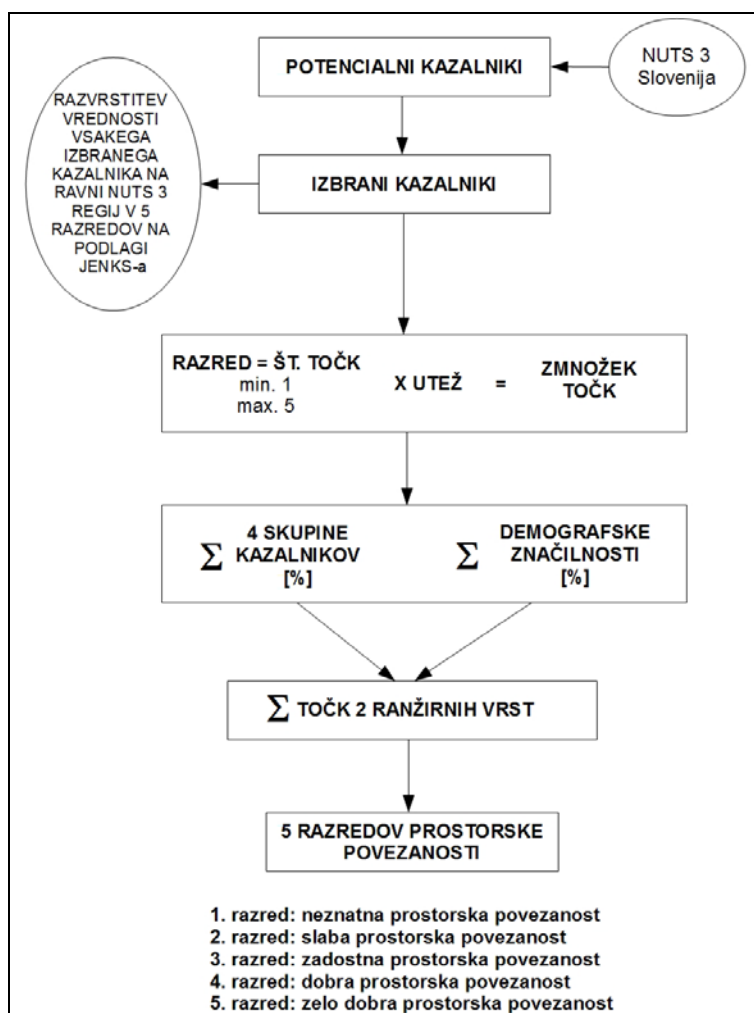 POTENCIALNI KAZALNIKI
NUTS 3
Slovenija
RAZVRSTITEV
VREDNOSTI
VSAKEGA
IZBRANEGA
KAZALNIKA NA
RAVNI NUTS 3
REGIJ V 5
RAZREDOV NA
PODLAGI
JENKS-a
IZBRANI KAZALNIKI
RAZRED = ŠT. TOČK
min. 1
max. 5
X UTEŽ
=
ZMNOŽEK
TOČK
∑ 4 SKUPINE
KAZALNIKOV
[%]
∑ DEMOGRAFSKE
ZNAČILNOSTI
[%]
∑ TOČK 2 RANŽIRNIH VRST
5 RAZREDOV PROSTORSKE
POVEZANOSTI
1. razred: neznatna prostorska povezanost
2. razred: slaba prostorska povezanost
3. razred: zadostna prostorska povezanost
4. razred: dobra prostorska povezanost
5. razred: zelo dobra prostorska povezanost